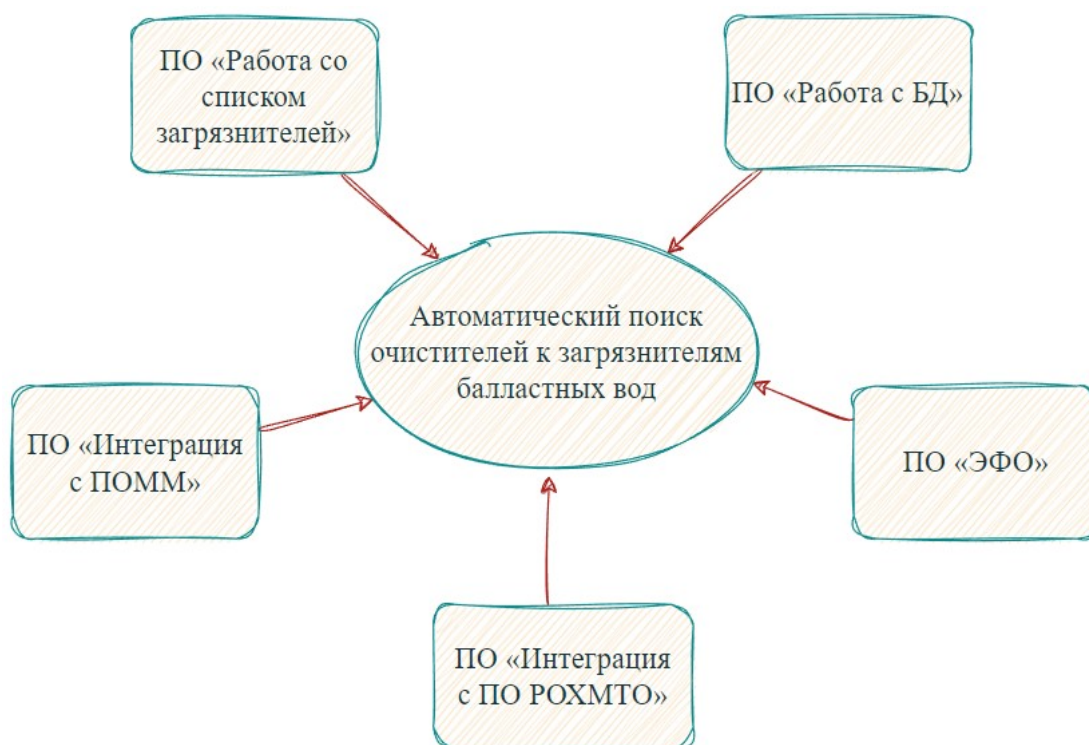 ПО «Работа со
списком
загрязнителей»
ПО «Работа с БД»
Автоматический поиск
очистителей к загрязнителям
балластных вод
ПО «Интеграция
с ПОММ»
ПО «ЭФО»
ПО «Интеграция
с ПО РОХМТО»